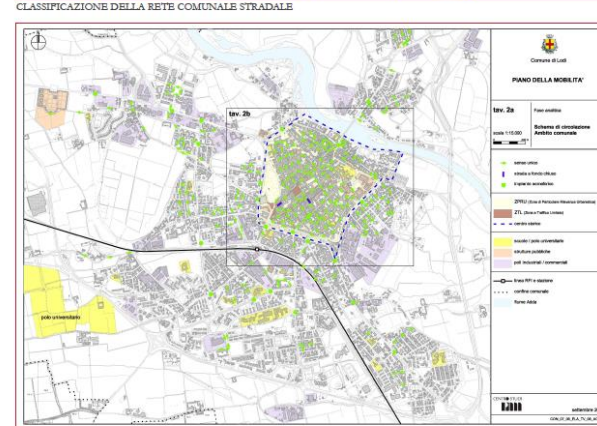 CLASSIFICAZIONE DELLA RETE COMUNALE STRADALE
tav. 2b
polo universitario
Comune di Lodi
PIANO DELLA MOBILITA'
tav. 2a
Fase analitica
scala 1:10.000
Schema di circolazione
Ambito comunale
senso unico
strada a fondo chiuso
impianto semaforico
ZPRU (Zona di Particolare Rilevanza Urbanistica)
ZTL (Zona a Traffico Limitato)
centro storico
scuole / polo universitario
strutture pubbliche
poli industriali / commerciali
linea RFI e stazione
confine comunale
fiume Adda
CENTRO STUDI
settembre 2